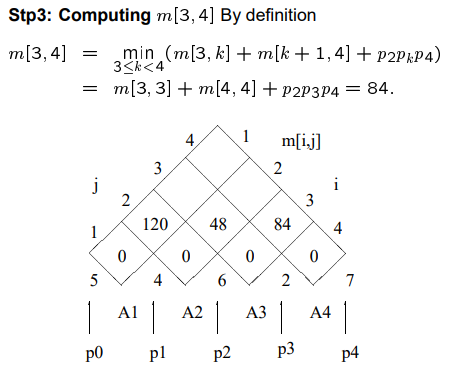 Stp3: Computing m[3, 4] By definition
m[3, 4] = min (m[3, k] + m[k + 1, 4] + p2pkp4)
3≤k<4
= m[3, 3] + m[4, 4] + p2p3p4 = 84.
4 1 m[i,j]
3 2
j i
2 3
1 120 48 84 4
0 0 0 0
5 4 6 2 7
A1 A2 A3 A4
p0 p1 p2 p3 p4